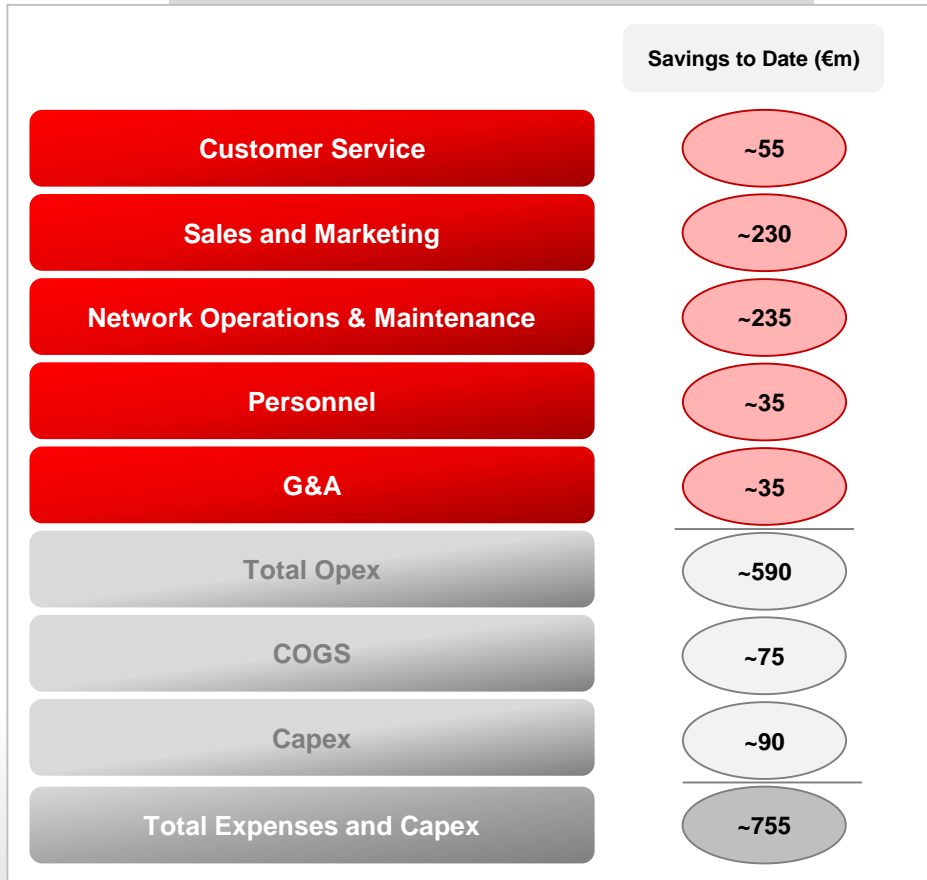 Savings to Date (€m)
Customer Service ~55
Sales and Marketing ~230
Network Operations & Maintenance ~235
Personnel ~35
G&A ~35
Total Opex ~590
COGS ~75
Capex ~90
Total Expenses and Capex ~755